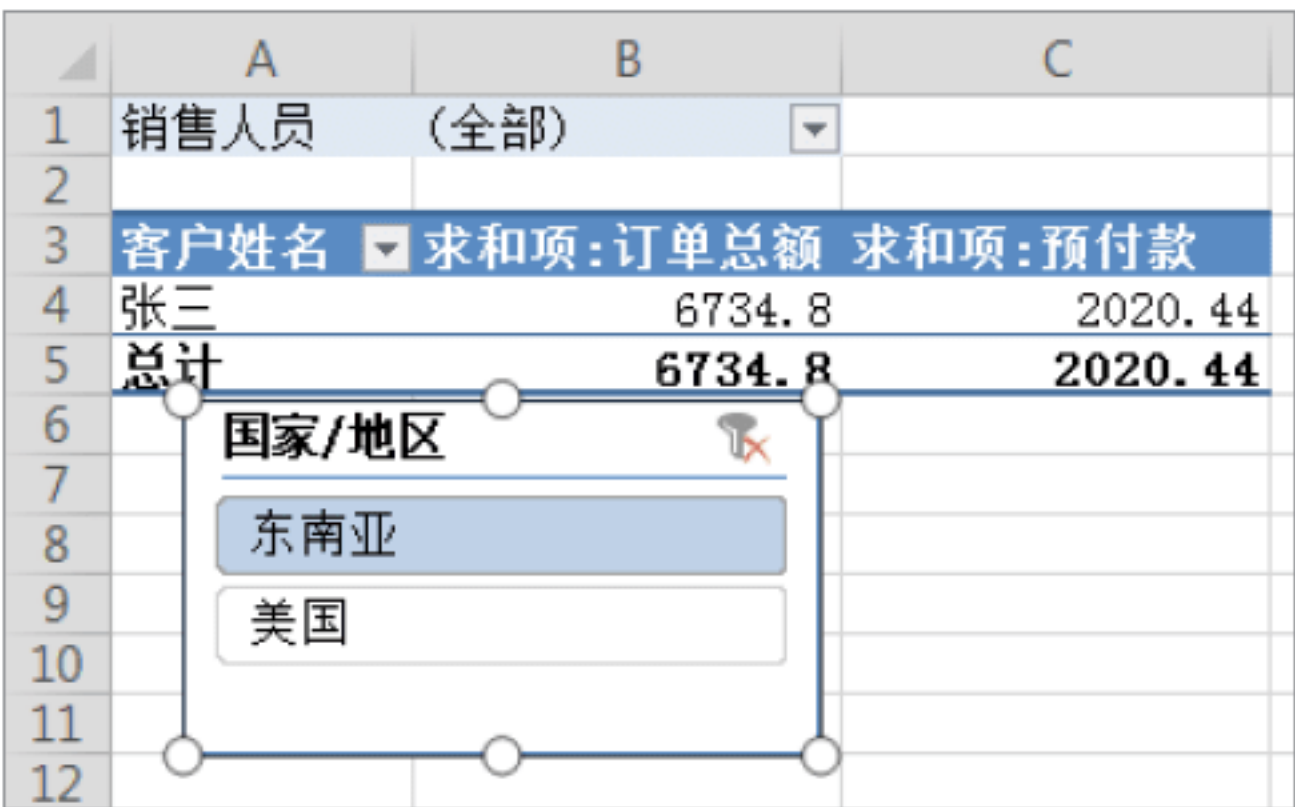 A B C
1 销售人员 (全部)
2
3 客户姓名 求和项:订单总额 求和项:预付款
4 张三 6734.8 2020.44
5 总计 6734.8 2020.44
6 国家/地区
7
8 东南亚
9 美国
10
11
12